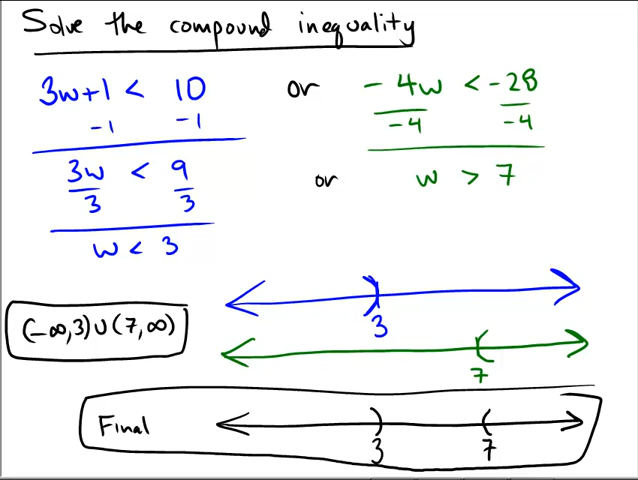 Solve the compound inequality
3w+1 < 10 or -4w < -28
-1 -1 -4 -4
3w < 9 or w > 7
3 3
w < 3
3
(-∞,3)∪(7,∞)
7
Final
3 7